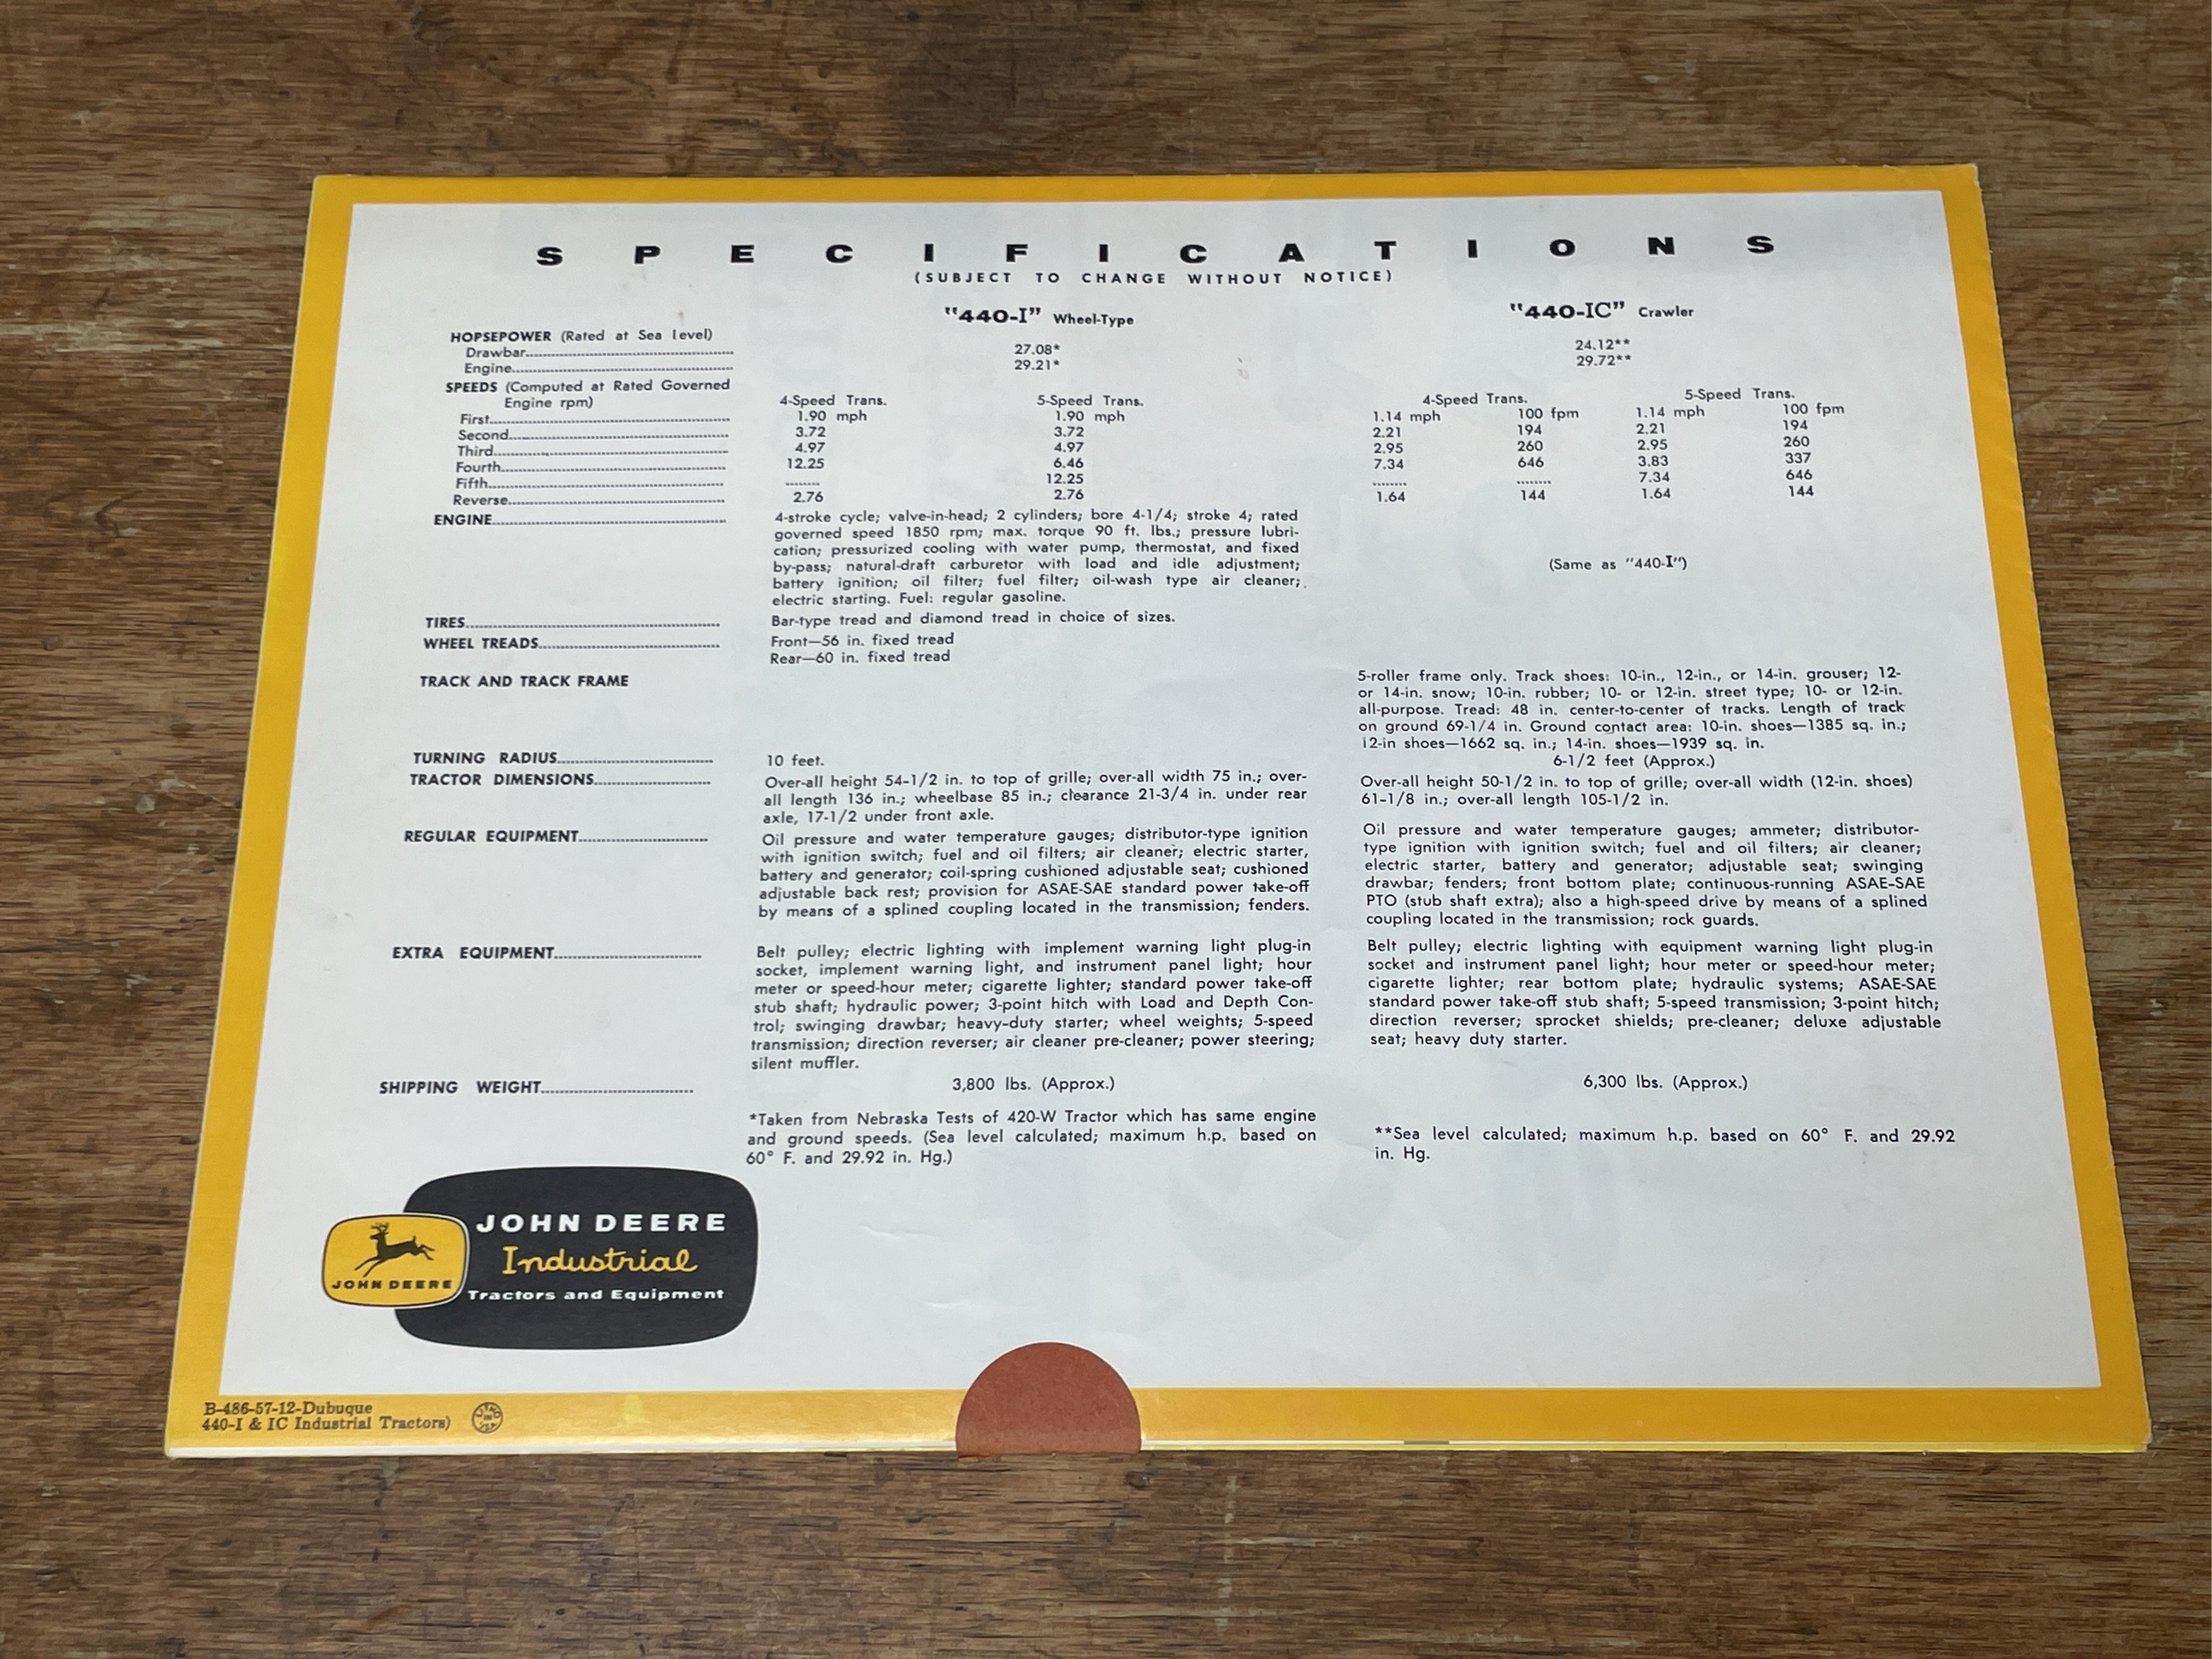 SPECIFICATIONS
(SUBJECT TO CHANGE WITHOUT NOTICE)
"440-I" Wheel-Type
"440-IC" Crawler
HOPSEPOWER (Rated at Sea Level)
Drawbar 27.08* 24.12**
Engine 29.21* 29.72**
SPEEDS (Computed at Rated Governed
Engine rpm)
4-Speed Trans. 5-Speed Trans. 4-Speed Trans. 5-Speed Trans.
First 1.90 mph 1.90 mph 1.14 mph 100 fpm 1.14 mph 100 fpm
Second 3.72 3.72 2.21 194 2.21 194
Third 4.97 4.97 2.95 260 2.95 260
Fourth 12.25 6.46 7.34 646 3.83 337
Fifth ........ 12.25 ........ ........ 7.34 646
Reverse 2.76 2.76 1.64 144 1.64 144
ENGINE
4-stroke cycle; valve-in-head; 2 cylinders; bore 4-1/4; stroke 4; rated
governed speed 1850 rpm; max. torque 90 ft. lbs.; pressure lubri-
cation; pressurized cooling with water pump, thermostat, and fixed
by-pass; natural-draft carburetor with load and idle adjustment;
battery ignition; oil filter; fuel filter; oil-wash type air cleaner;
electric starting. Fuel: regular gasoline.
(Same as "440-I")
TIRES
Bar-type tread and diamond tread in choice of sizes.
WHEEL TREADS
Front—56 in. fixed tread
Rear—60 in. fixed tread
TRACK AND TRACK FRAME
5-roller frame only. Track shoes: 10-in., 12-in., or 14-in. grouser; 12-
or 14-in. snow; 10-in. rubber; 10- or 12-in. street type; 10- or 12-in.
all-purpose. Tread: 48 in. center-to-center of tracks. Length of track
on ground 69-1/4 in. Ground contact area: 10-in. shoes—1385 sq. in.;
12-in shoes—1662 sq. in.; 14-in. shoes—1939 sq. in.
TURNING RADIUS
10 feet.
6-1/2 feet (Approx.)
TRACTOR DIMENSIONS
Over-all height 54-1/2 in. to top of grille; over-all width 75 in.; over-
all length 136 in.; wheelbase 85 in.; clearance 21-3/4 in. under rear
axle, 17-1/2 under front axle.
Over-all height 50-1/2 in. to top of grille; over-all width (12-in. shoes)
61-1/8 in.; over-all length 105-1/2 in.
REGULAR EQUIPMENT
Oil pressure and water temperature gauges; distributor-type ignition
with ignition switch; fuel and oil filters; air cleaner; electric starter,
battery and generator; coil-spring cushioned adjustable seat; cushioned
adjustable back rest; provision for ASAE-SAE standard power take-off
by means of a splined coupling located in the transmission; fenders.
Oil pressure and water temperature gauges; ammeter; distributor-
type ignition with ignition switch; fuel and oil filters; air cleaner;
electric starter, battery and generator; adjustable seat; swinging
drawbar; fenders; front bottom plate; continuous-running ASAE-SAE
PTO (stub shaft extra); also a high-speed drive by means of a splined
coupling located in the transmission; rock guards.
EXTRA EQUIPMENT
Belt pulley; electric lighting with implement warning light plug-in
socket, implement warning light, and instrument panel light; hour
meter or speed-hour meter; cigarette lighter; standard power take-off
stub shaft; hydraulic power; 3-point hitch with Load and Depth Con-
trol; swinging drawbar; heavy-duty starter; wheel weights; 5-speed
transmission; direction reverser; air cleaner pre-cleaner; power steering;
silent muffler.
Belt pulley; electric lighting with equipment warning light plug-in
socket and instrument panel light; hour meter or speed-hour meter;
cigarette lighter; rear bottom plate; hydraulic systems; ASAE-SAE
standard power take-off stub shaft; 5-speed transmission; 3-point hitch;
direction reverser; sprocket shields; pre-cleaner; deluxe adjustable
seat; heavy duty starter.
SHIPPING WEIGHT
3,800 lbs. (Approx.)
6,300 lbs. (Approx.)
*Taken from Nebraska Tests of 420-W Tractor which has same engine
and ground speeds. (Sea level calculated; maximum h.p. based on
60° F. and 29.92 in. Hg.)
**Sea level calculated; maximum h.p. based on 60° F. and 29.92
in. Hg.
JOHN DEERE
JOHN DEERE
Industrial
Tractors and Equipment
B-486-57-12-Dubuque
440-I & IC Industrial Tractors)